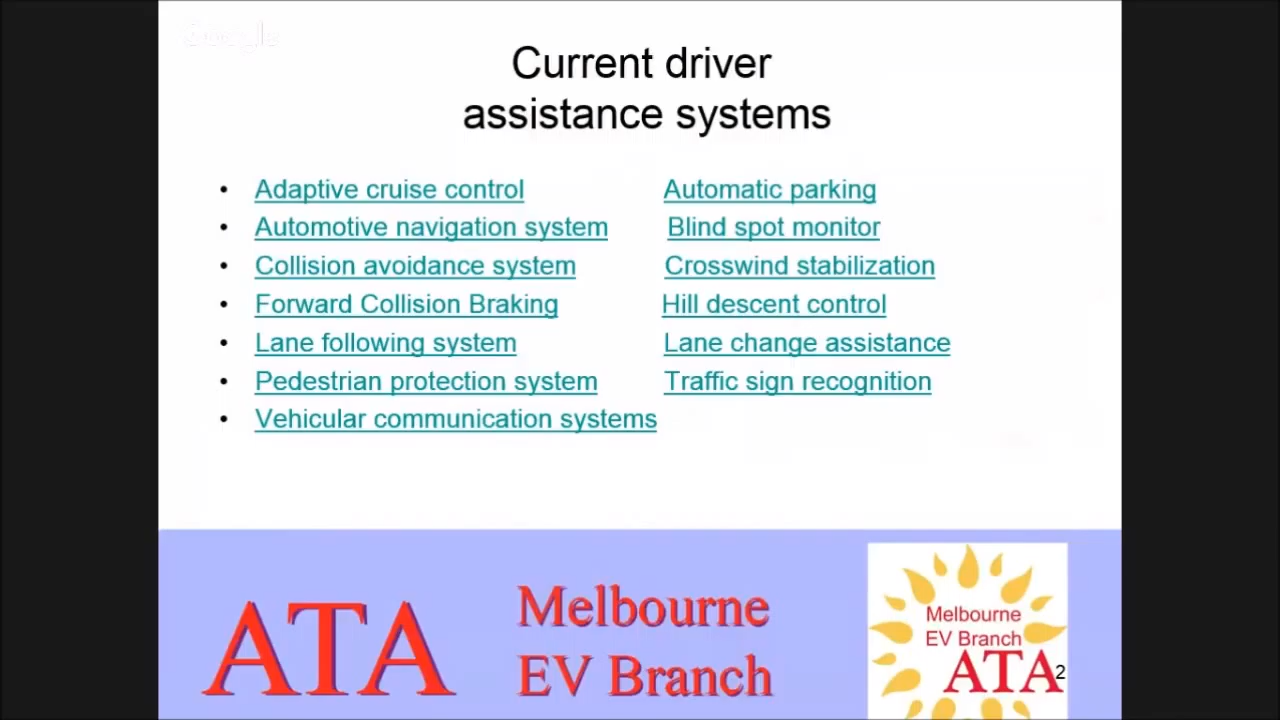 Google
Current driver
assistance systems
• Adaptive cruise control Automatic parking
• Automotive navigation system Blind spot monitor
• Collision avoidance system Crosswind stabilization
• Forward Collision Braking Hill descent control
• Lane following system Lane change assistance
• Pedestrian protection system Traffic sign recognition
• Vehicular communication systems
ATA
Melbourne
EV Branch
Melbourne
EV Branch
ATA
2